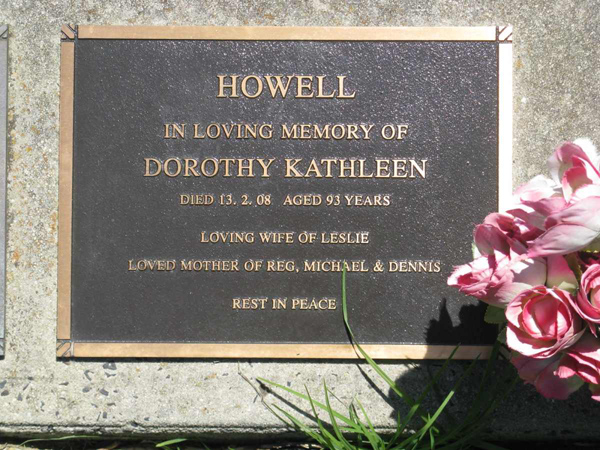 HOWELL
IN LOVING MEMORY OF
DOROTHY KATHLEEN
DIED 13. 2. 08 AGED 93 YEARS
LOVING WIFE OF LESLIE
LOVED MOTHER OF REG, MICHAEL & DENNIS
REST IN PEACE